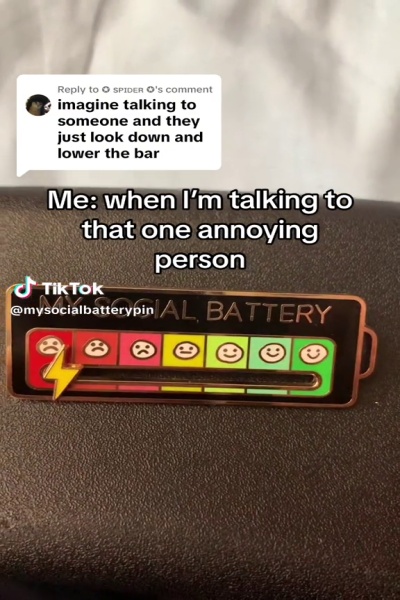 Reply to ✪ SPIDER ✪'s comment
imagine talking to
someone and they
just look down and
lower the bar
Me: when I'm talking to
that one annoying
person
TikTok
@mysocialbatterypin
MY SOCIAL BATTERY